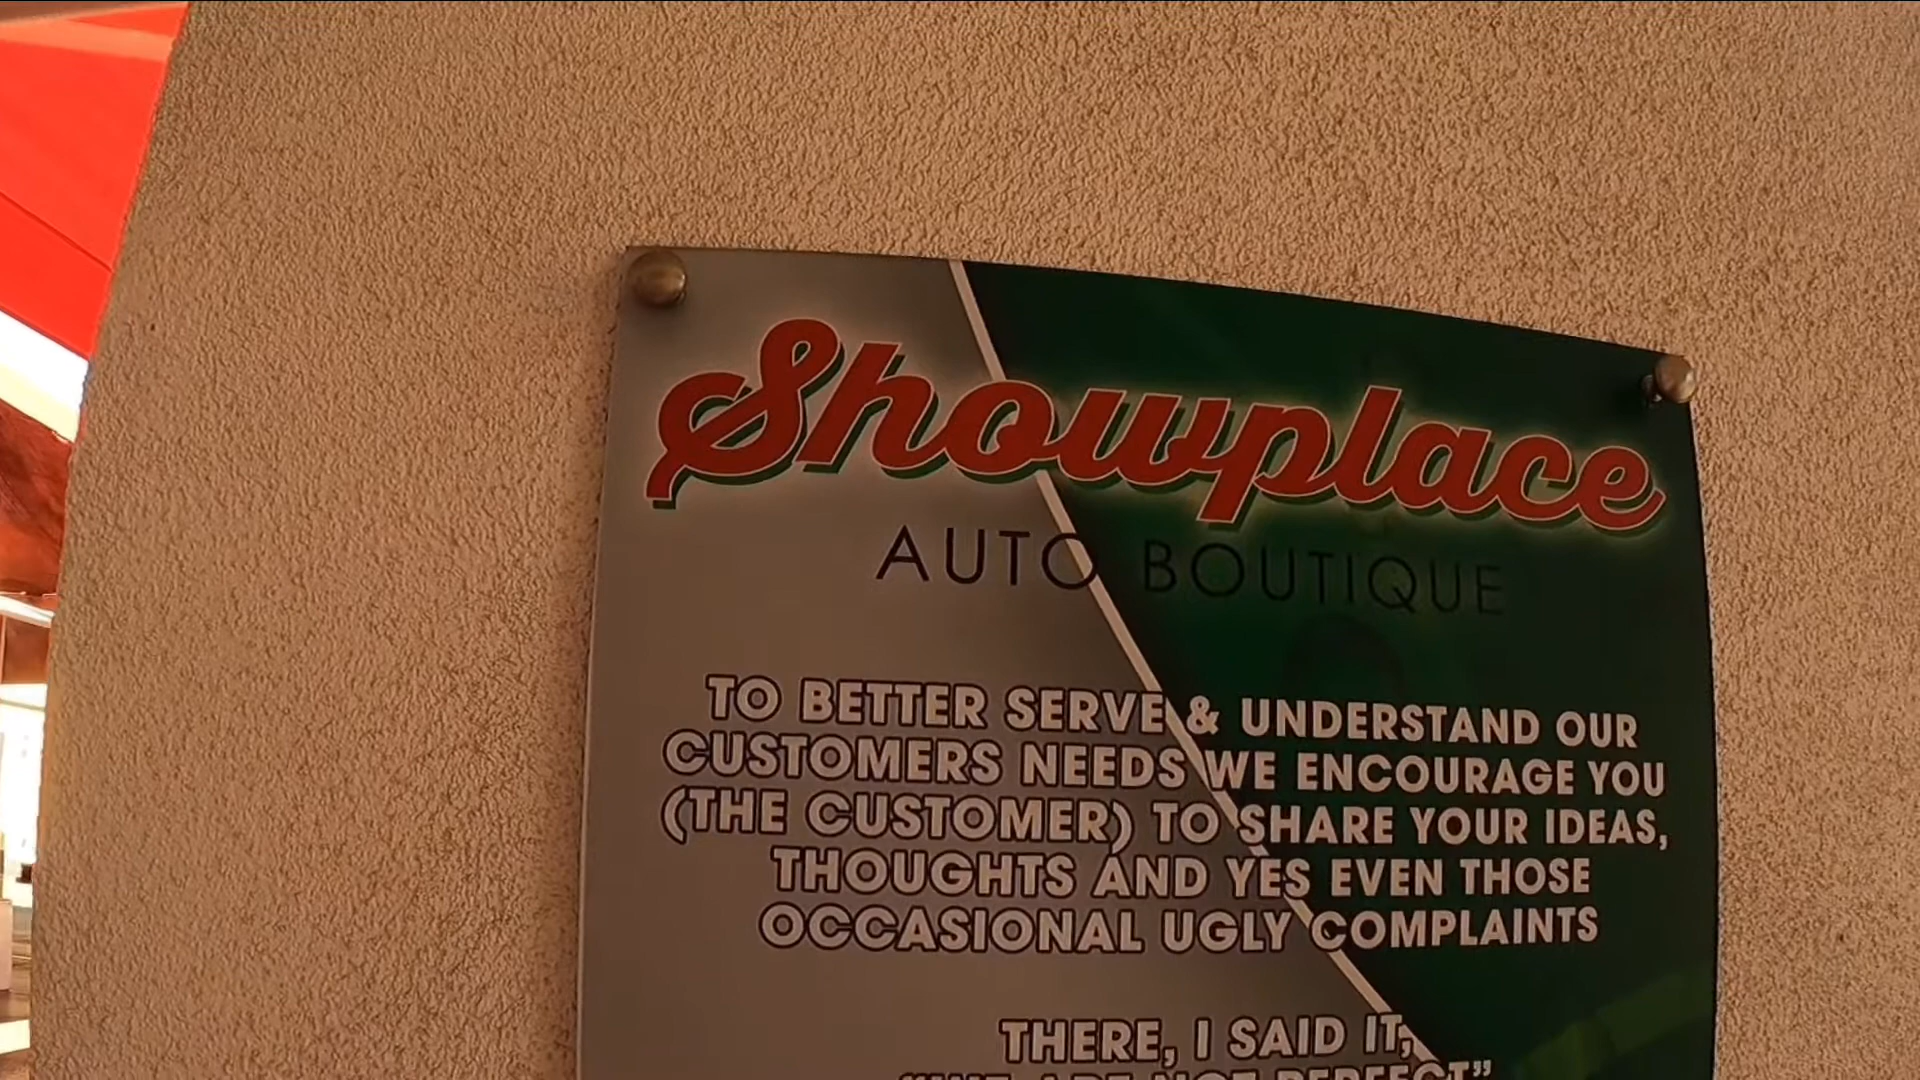 Showplace
AUTO BOUTIQUE
TO BETTER SERVE & UNDERSTAND OUR
CUSTOMERS NEEDS WE ENCOURAGE YOU
(THE CUSTOMER) TO SHARE YOUR IDEAS,
THOUGHTS AND YES EVEN THOSE
OCCASIONAL UGLY COMPLAINTS
THERE, I SAID IT,
"WE ARE NOT PERFECT"